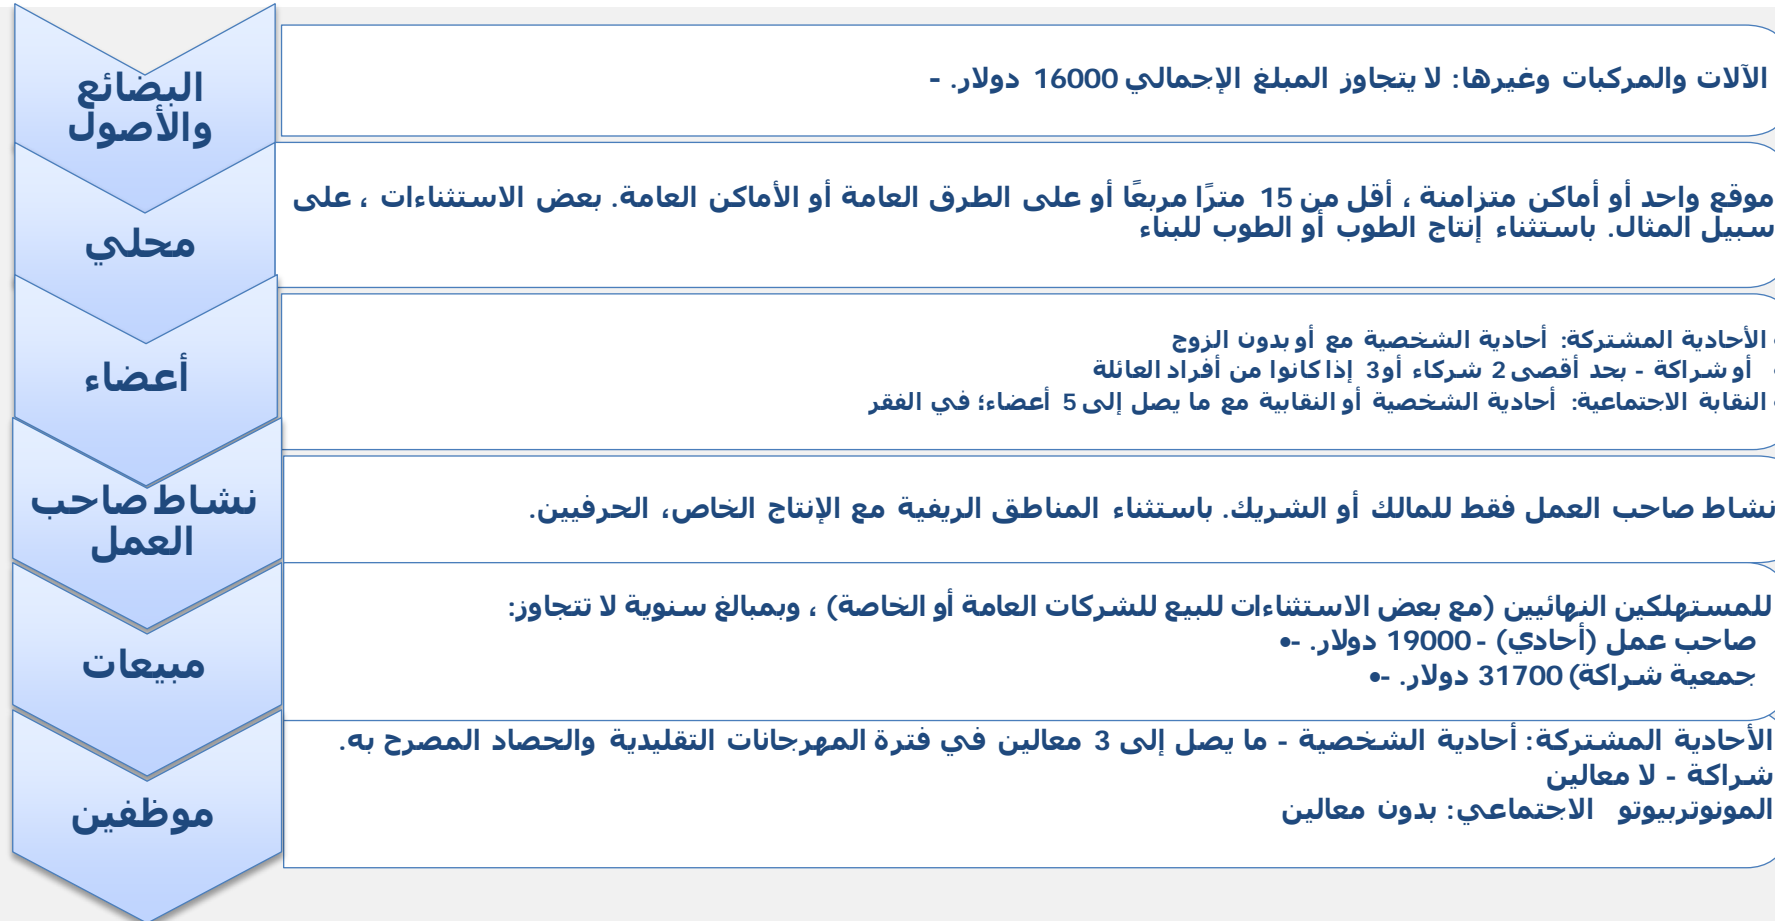 البضائع
والأصول
الآلات والمركبات وغيرها: لا يتجاوز المبلغ الإجمالي 16000 دولار. -
محلي
موقع واحد أو أماكن متزامنة ، أقل من 15 مترًا مربعًا أو على الطرق العامة أو الأماكن العامة. بعض الاستثناءات ، على
سبيل المثال. باستثناء إنتاج الطوب أو الطوب للبناء
أعضاء
• الأحادية المشتركة: أحادية الشخصية مع أو بدون الزوج
• أو شراكة - بحد أقصى 2 شركاء أو 3 إذا كانوا من أفراد العائلة
• النقابة الاجتماعية: أحادية الشخصية أو النقابية مع ما يصل إلى 5 أعضاء؛ في الفقر
نشاط صاحب
العمل
نشاط صاحب العمل فقط للمالك أو الشريك. باستثناء المناطق الريفية مع الإنتاج الخاص، الحرفيين.
مبيعات
للمستهلكين النهائيين (مع بعض الاستثناءات للبيع للشركات العامة أو الخاصة) ، وبمبالغ سنوية لا تتجاوز:
صاحب عمل (أحادي) - 19000 دولار. -•
جمعية شراكة) 31700 دولار. -•
موظفين
الأحادية المشتركة: أحادية الشخصية - ما يصل إلى 3 معالين في فترة المهرجانات التقليدية والحصاد المصرح به.
شراكة - لا معالين
المونوتربيوتو الاجتماعي: بدون معالين